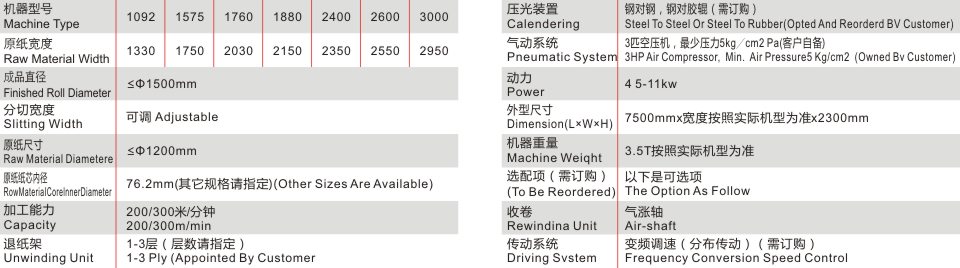 机器型号 1092 1575 1760 1880 2400 2600 3000
Machine Type
原纸宽度 1330 1750 2030 2150 2350 2550 2950
Raw Material Width
成品直径 ≤Φ1500mm
Finished Roll Diameter
分切宽度 可调 Adjustable
Slitting Width
原纸尺寸 ≤Φ1200mm
Raw Material Diametere
原纸纸芯内径 76.2mm(其它规格请指定)(Other Sizes Are Available)
RowMaterialCoreInnerDiameter
加工能力 200/300米/分钟
Capacity 200/300m/min
退纸架 1-3层（层数请指定）
Unwinding Unit 1-3 Ply (Appointed By Customer
压光装置 钢对钢，钢对胶辊（需订购）
Calendering Steel To Steel Or Steel To Rubber(Opted And Reorderd BV Customer)
气动系统 3匹空压机，最少压力5kg／cm2 Pa(客户自备)
Pneumatic System 3HP Air Compressor, Min. Air Pressure5 Kg/cm2 (Owned Bv Customer)
动力 4 5-11kw
Power
外型尺寸 7500mmx宽度按照实际机型为准x2300mm
Dimension(L×W×H)
机器重量 3.5T按照实际机型为准
Machine Weiqht
选配项（需订购） 以下是可选项
(To Be Reordered) The Option As Follow
收卷 气涨轴
Rewindina Unit Air-shaft
传动系统 变频调速（分布传动）（需订购）
Driving Svstem Frequency Conversion Speed Control